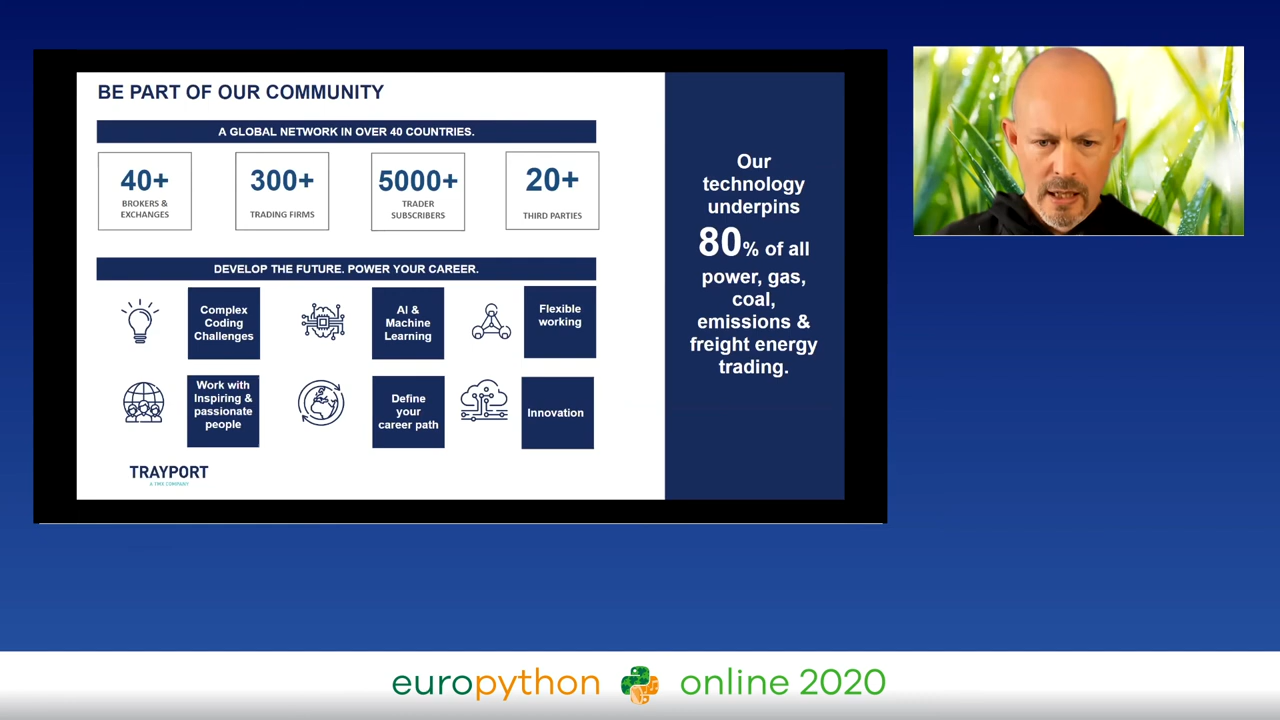 BE PART OF OUR COMMUNITY
A GLOBAL NETWORK IN OVER 40 COUNTRIES.
40+
BROKERS &
EXCHANGES
300+
TRADING FIRMS
5000+
TRADER
SUBSCRIBERS
20+
THIRD PARTIES
DEVELOP THE FUTURE. POWER YOUR CAREER.
Complex
Coding
Challenges
AI &
Machine
Learning
Flexible
working
Work with
Inspiring &
passionate
people
Define
your
career path
Innovation
TRAYPORT
A TMX COMPANY
Our
technology
underpins
80% of all
power, gas,
coal,
emissions &
freight energy
trading.
europython online 2020